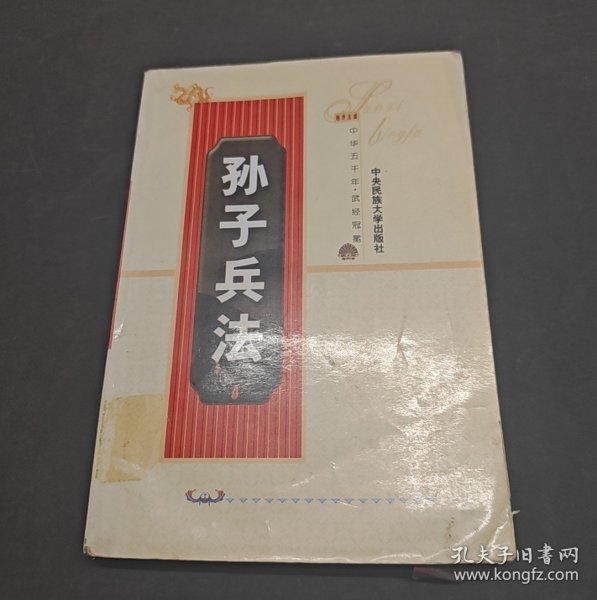 孙子兵法
Sunzi
bingfa
中华五千年·武经冠冕
中央民族大学出版社
孔夫子旧书网
www.kongfz.com